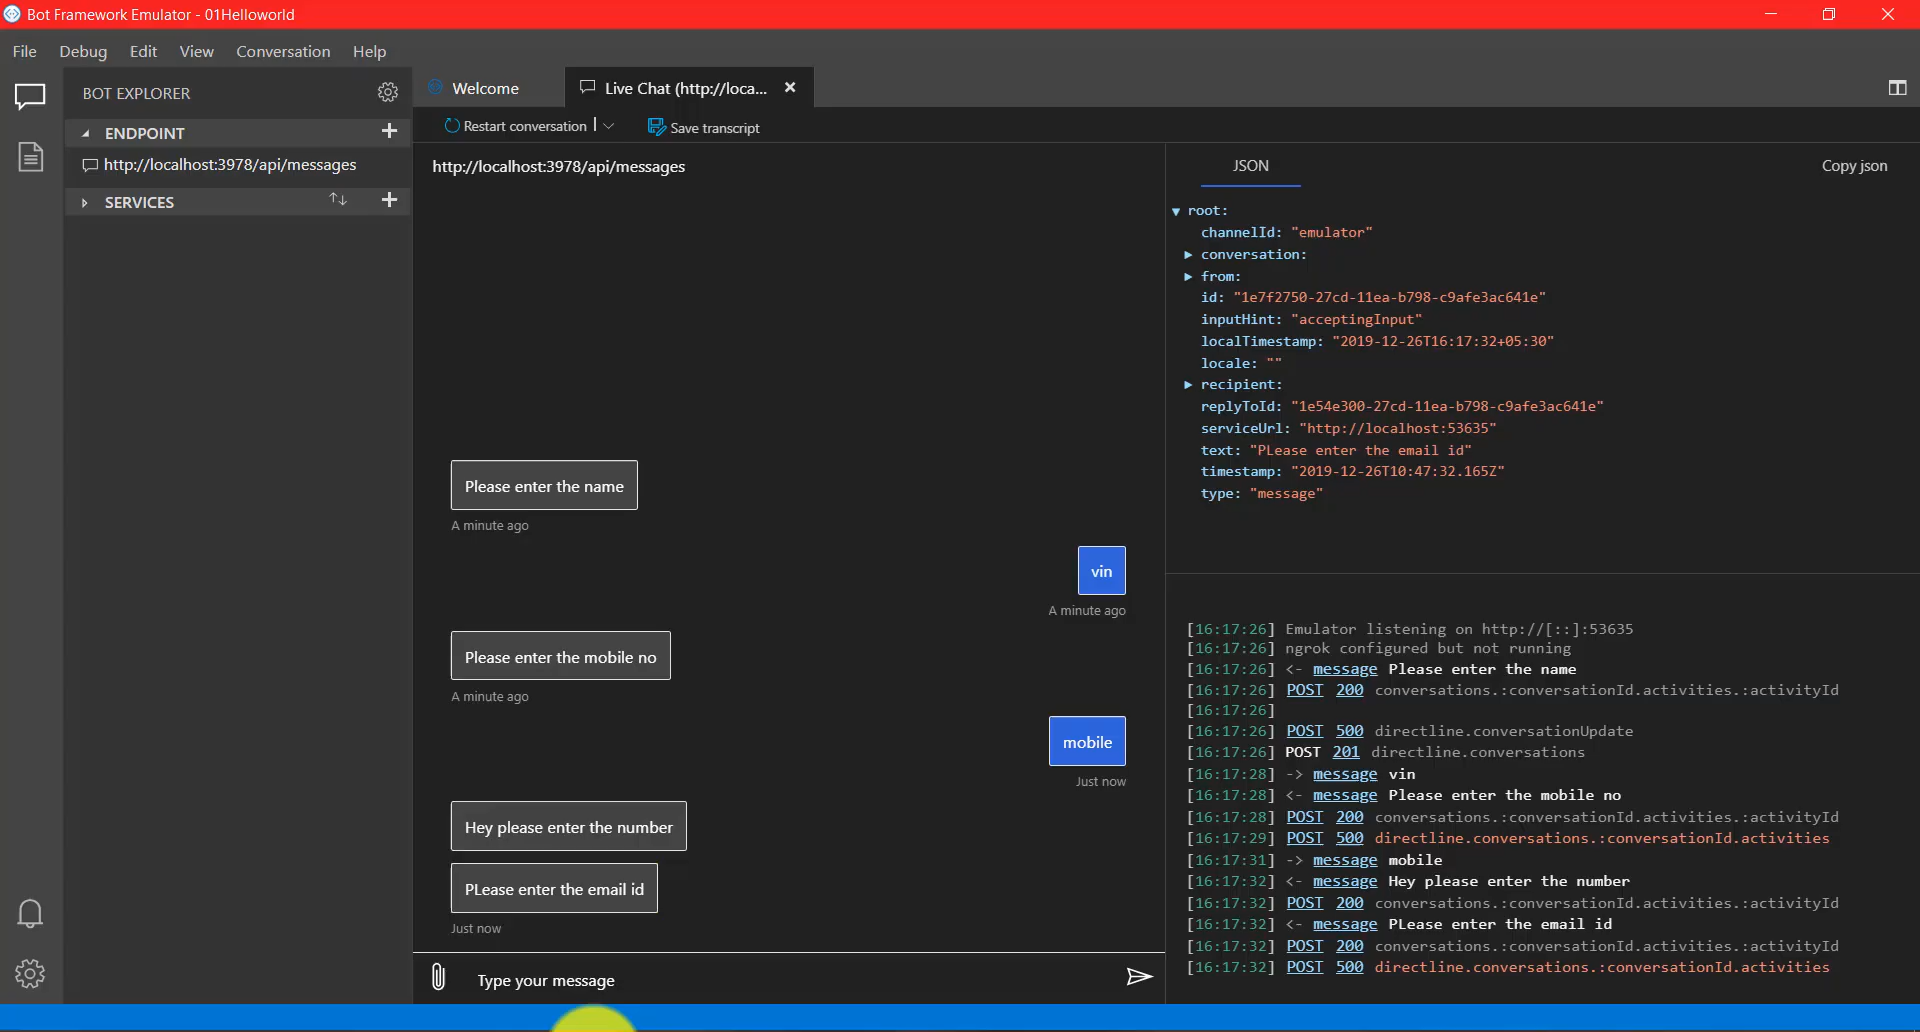 Bot Framework Emulator - 01Helloworld
File Debug Edit View Conversation Help
BOT EXPLORER
ENDPOINT
http://localhost:3978/api/messages
SERVICES
Welcome
Live Chat (http://loca...
Restart conversation
Save transcript
http://localhost:3978/api/messages
Please enter the name
A minute ago
vin
A minute ago
Please enter the mobile no
A minute ago
mobile
Just now
Hey please enter the number
PLease enter the email id
Just now
Type your message
JSON
Copy json
root:
channelId: "emulator"
conversation:
from:
id: "1e7f2750-27cd-11ea-b798-c9afe3ac641e"
inputHint: "acceptingInput"
localTimestamp: "2019-12-26T16:17:32+05:30"
locale: ""
recipient:
replyToId: "1e54e300-27cd-11ea-b798-c9afe3ac641e"
serviceUrl: "http://localhost:53635"
text: "PLease enter the email id"
timestamp: "2019-12-26T10:47:32.165Z"
type: "message"
[16:17:26] Emulator listening on http://[::]:53635
[16:17:26] ngrok configured but not running
[16:17:26] <- message Please enter the name
[16:17:26] POST 200 conversations.:conversationId.activities.:activityId
[16:17:26]
[16:17:26] POST 500 directline.conversationUpdate
[16:17:26] POST 201 directline.conversations
[16:17:28] -> message vin
[16:17:28] <- message Please enter the mobile no
[16:17:28] POST 200 conversations.:conversationId.activities.:activityId
[16:17:29] POST 500 directline.conversations.:conversationId.activities
[16:17:31] -> message mobile
[16:17:32] <- message Hey please enter the number
[16:17:32] POST 200 conversations.:conversationId.activities.:activityId
[16:17:32] <- message PLease enter the email id
[16:17:32] POST 200 conversations.:conversationId.activities.:activityId
[16:17:32] POST 500 directline.conversations.:conversationId.activities